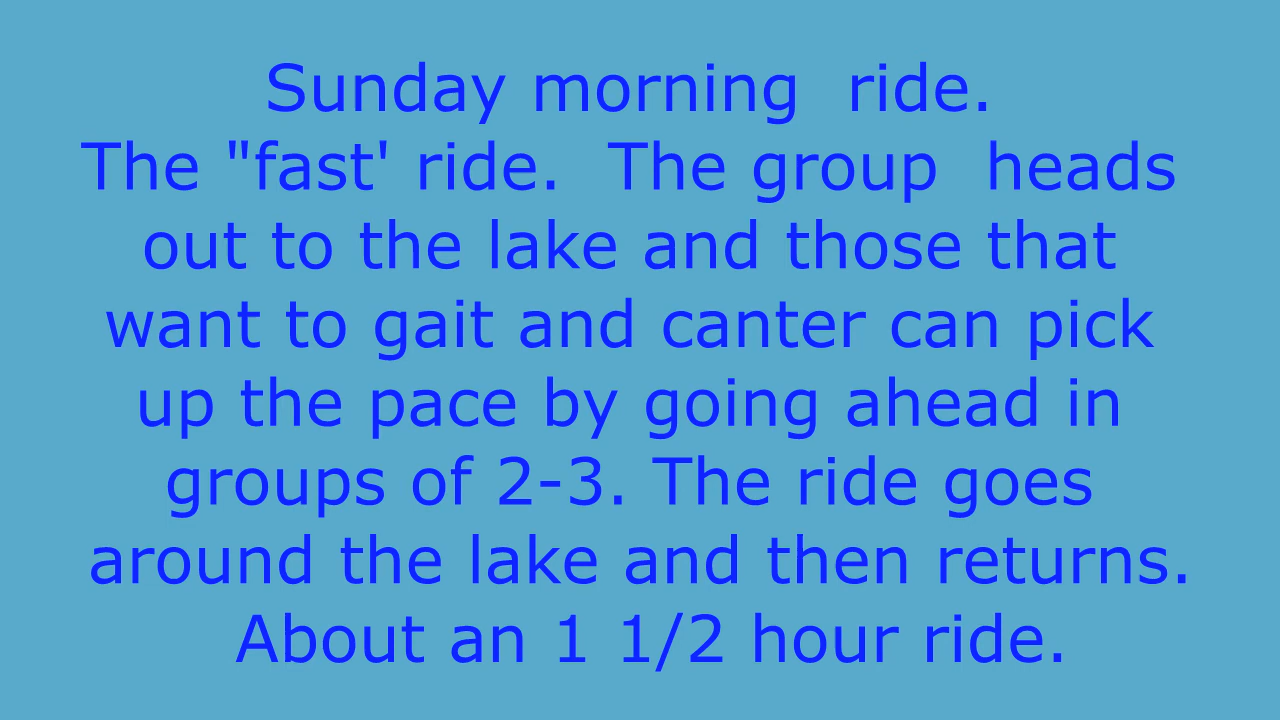 Sunday morning  ride.
The "fast' ride.  The group  heads
out to the lake and those that
want to gait and canter can pick
up the pace by going ahead in
groups of 2-3. The ride goes
around the lake and then returns.
About an 1 1/2 hour ride.